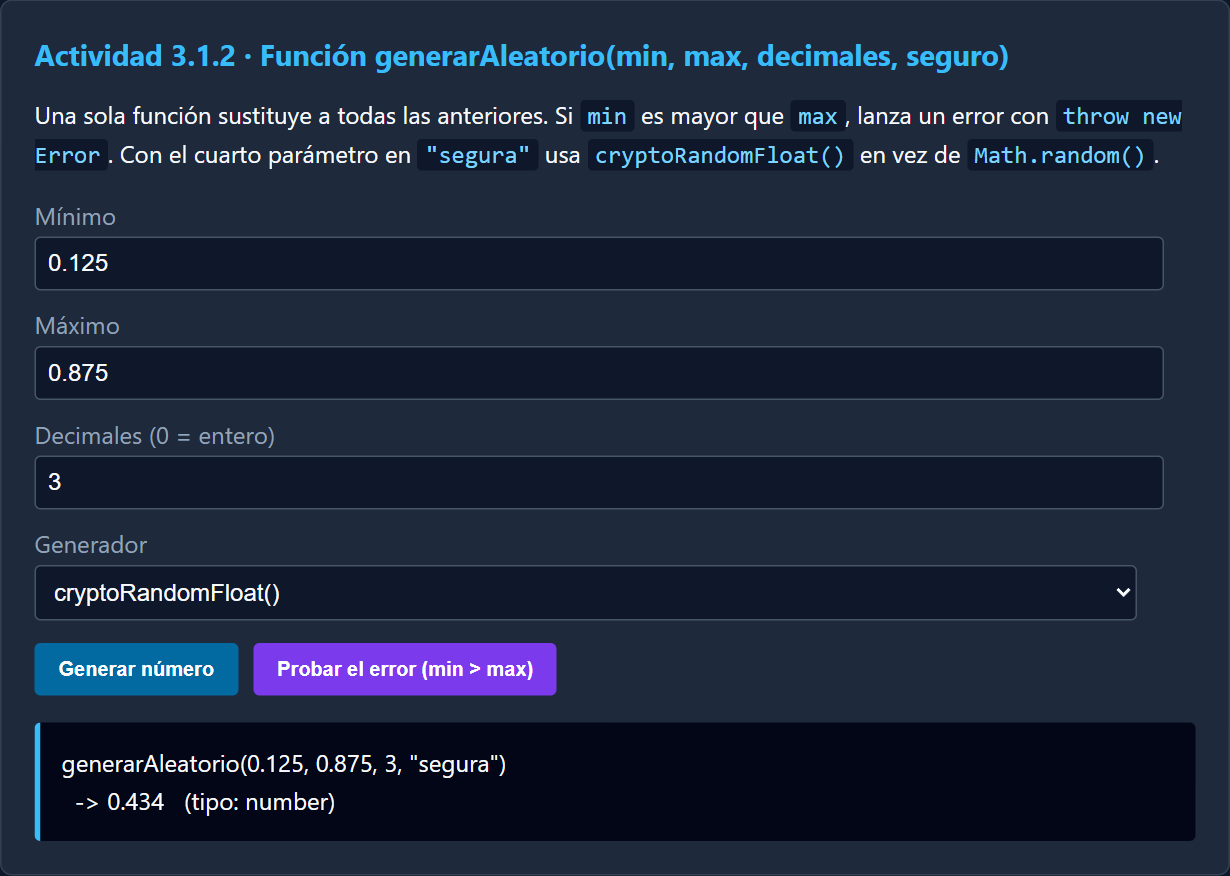 Actividad 3.1.2 · Función generarAleatorio(min, max, decimales, seguro)
Una sola función sustituye a todas las anteriores. Si min es mayor que max, lanza un error con throw new
Error. Con el cuarto parámetro en "segura" usa cryptoRandomFloat() en vez de Math.random().
Mínimo
0.125
Máximo
0.875
Decimales (0 = entero)
3
Generador
cryptoRandomFloat()
Generar número Probar el error (min > max)
generarAleatorio(0.125, 0.875, 3, "segura")
-> 0.434 (tipo: number)